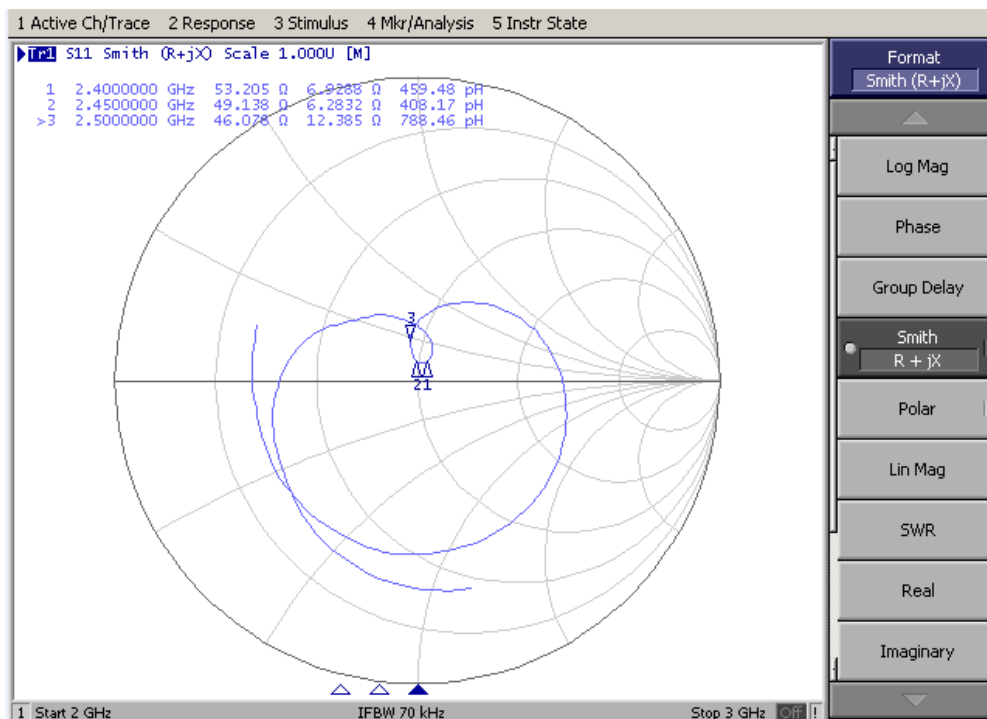 1 Active Ch/Trace 2 Response 3 Stimulus 4 Mkr/Analysis 5 Instr State
Tr1 S11 Smith (R+jX) Scale 1.000U [M]
1 2.4000000 GHz 53.205 Ω 6.9288 Ω 459.48 pH
2 2.4500000 GHz 49.138 Ω 6.2832 Ω 408.17 pH
>3 2.5000000 GHz 46.078 Ω 12.385 Ω 788.46 pH
3
21
Format
Smith (R+jX)
Log Mag
Phase
Group Delay
Smith
R + jX
Polar
Lin Mag
SWR
Real
Imaginary
1 Start 2 GHz IFBW 70 kHz Stop 3 GHz Off !